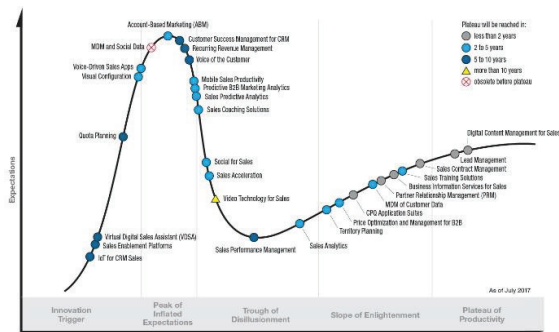 Expectations
Account-Based Marketing (ABM)
MDM and Social Data
Customer Success Management for CRM
Recurring Revenue Management
Voice of the Customer
Voice-Driven Sales Apps
Visual Configuration
Mobile Sales Productivity
Predictive B2B Marketing Analytics
Sales Predictive Analytics
Sales Coaching Solutions
Quota Planning
Social for Sales
Sales Acceleration
Video Technology for Sales
Virtual Digital Sales Assistant (VDSA)
Sales Enablement Platforms
IoT for CRM Sales
Sales Performance Management
Sales Analytics
Territory Planning
Price Optimization and Management for B2B
CPQ Application Suites
MDM of Customer Data
Partner Relationship Management (PRM)
Business Information Services for Sales
Sales Training Solutions
Sales Contract Management
Lead Management
Digital Content Management for Sales
Plateau will be reached in:
less than 2 years
2 to 5 years
5 to 10 years
more than 10 years
obsolete before plateau
As of July 2017
Innovation
Trigger
Peak of
Inflated
Expectations
Trough of
Disillusionment
Slope of Enlightenment
Plateau of
Productivity